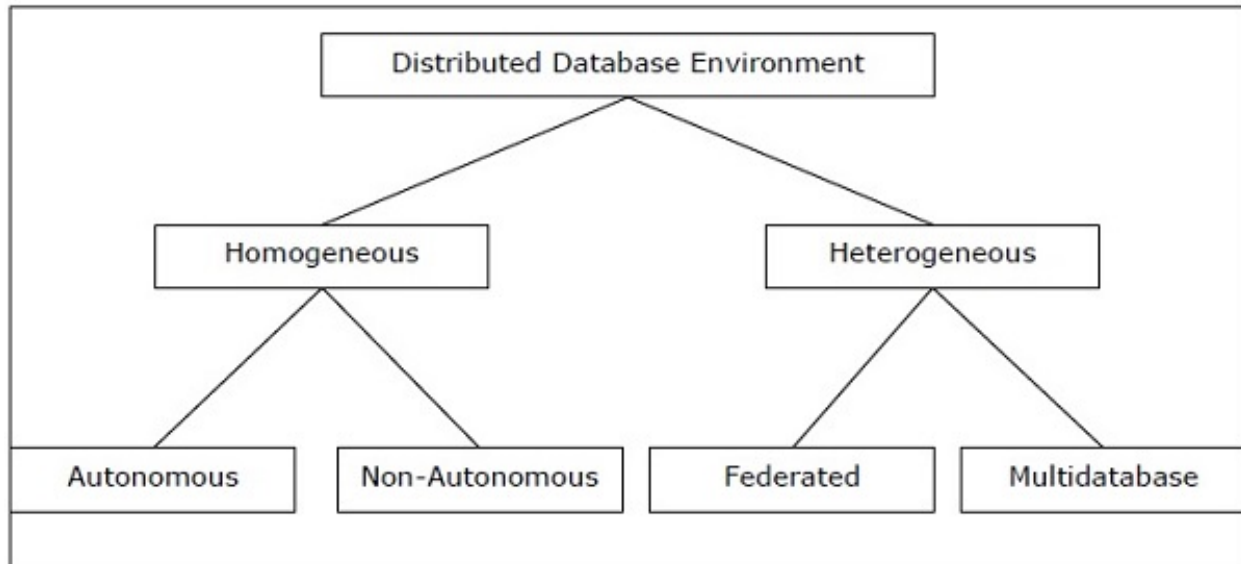 Distributed Database Environment
Homogeneous
Heterogeneous
Autonomous
Non-Autonomous
Federated
Multidatabase